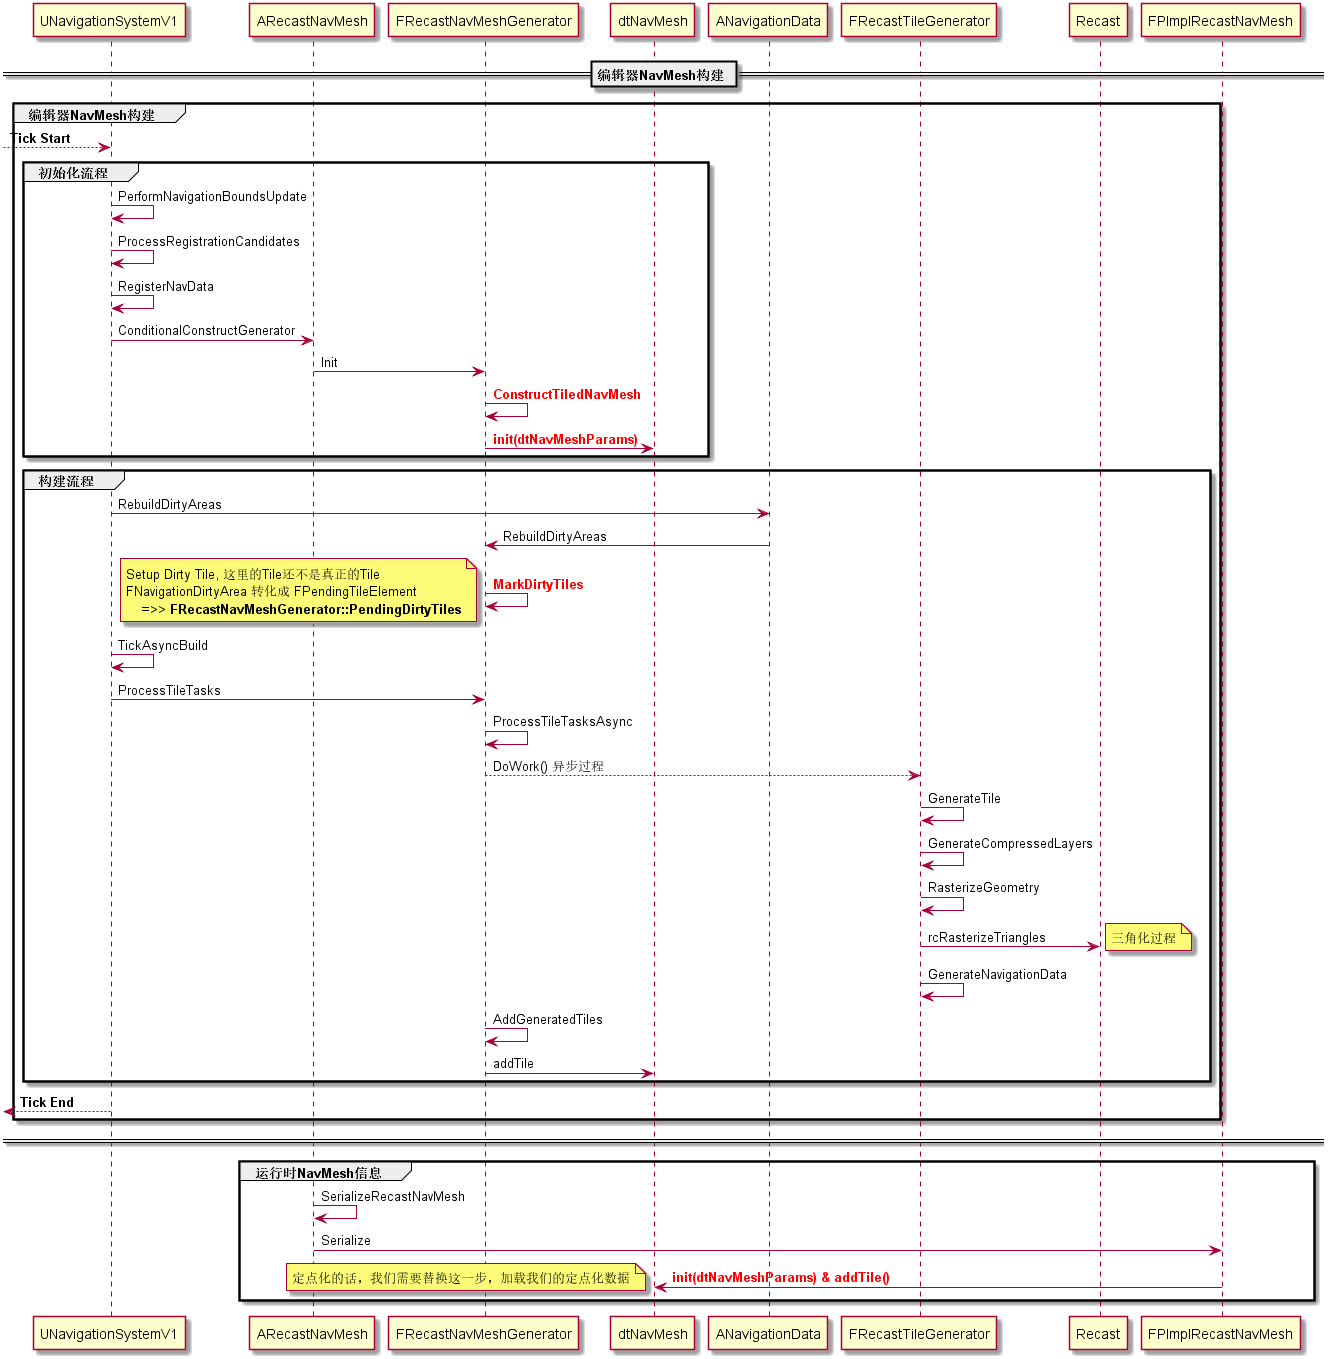 UNavigationSystemV1
ARecastNavMesh
FRecastNavMeshGenerator
dtNavMesh
ANavigationData
FRecastTileGenerator
Recast
FPImplRecastNavMesh
编辑器NavMesh构建
编辑器NavMesh构建
Tick Start
初始化流程
PerformNavigationBoundsUpdate
ProcessRegistrationCandidates
RegisterNavData
ConditionalConstructGenerator
Init
ConstructTiledNavMesh
init(dtNavMeshParams)
构建流程
RebuildDirtyAreas
RebuildDirtyAreas
Setup Dirty Tile, 这里的Tile还不是真正的Tile
FNavigationDirtyArea 转化成 FPendingTileElement
=>> FRecastNavMeshGenerator::PendingDirtyTiles
MarkDirtyTiles
TickAsyncBuild
ProcessTileTasks
ProcessTileTasksAsync
DoWork() 异步过程
GenerateTile
GenerateCompressedLayers
RasterizeGeometry
rcRasterizeTriangles
三角化过程
GenerateNavigationData
AddGeneratedTiles
addTile
Tick End
运行时NavMesh信息
SerializeRecastNavMesh
Serialize
定点化的话，我们需要替换这一步，加载我们的定点化数据
init(dtNavMeshParams) & addTile()
UNavigationSystemV1
ARecastNavMesh
FRecastNavMeshGenerator
dtNavMesh
ANavigationData
FRecastTileGenerator
Recast
FPImplRecastNavMesh